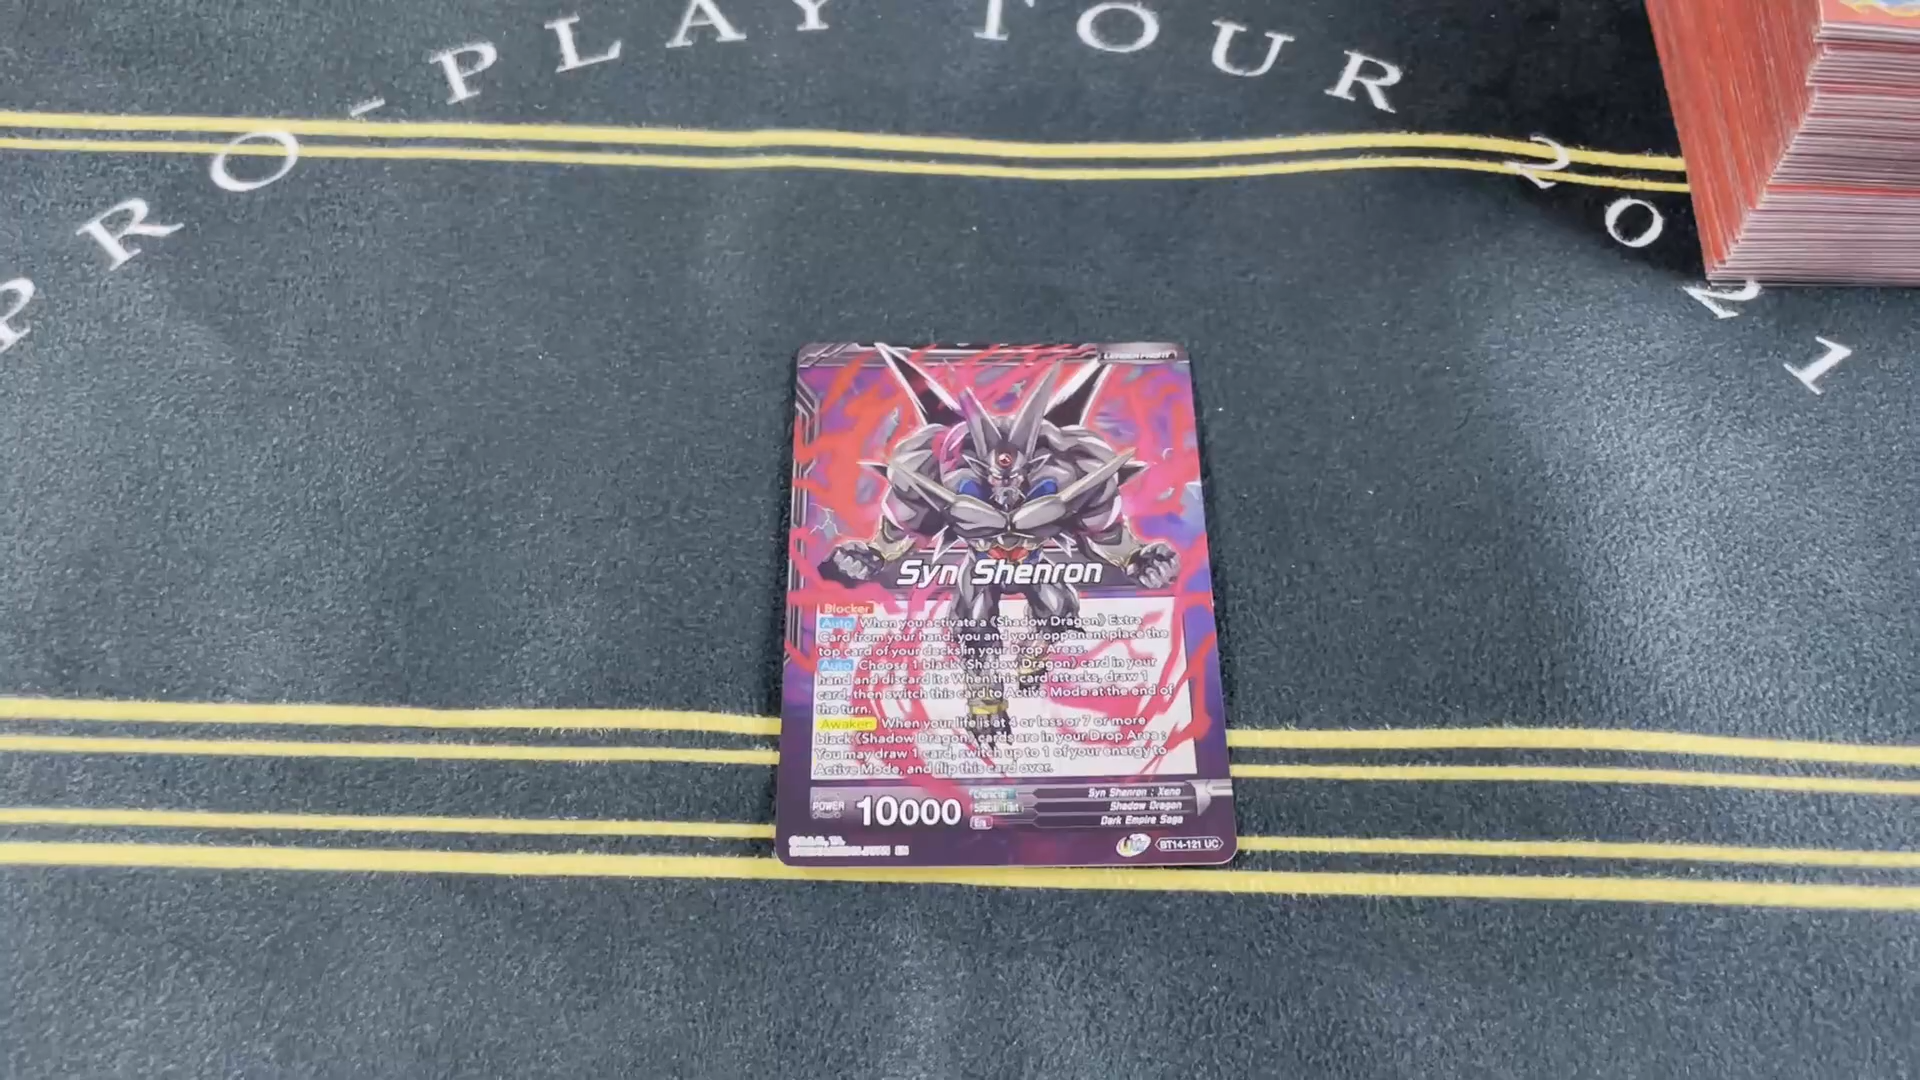 PRO-PLAY TOUR 2021
LEADER FRONT
Syn Shenron
Blocker
Auto When you activate a 《Shadow Dragon》 Extra
Card from your hand, you and your opponent place the
top card of your decks in your Drop Areas.
Auto Choose 1 black 《Shadow Dragon》 card in your
hand and discard it : When this card attacks, draw 1
card, then switch this card to Active Mode at the end of
the turn.
Awaken When your life is at 4 or less or 7 or more
black 《Shadow Dragon》 cards are in your Drop Area :
You may draw 1 card, switch up to 1 of your energy to
Active Mode, and flip this card over.
POWER 10000
Character Syn Shenron : Xeno
Special Trait Shadow Dragon
Era Dark Empire Saga
BT14-121 UC